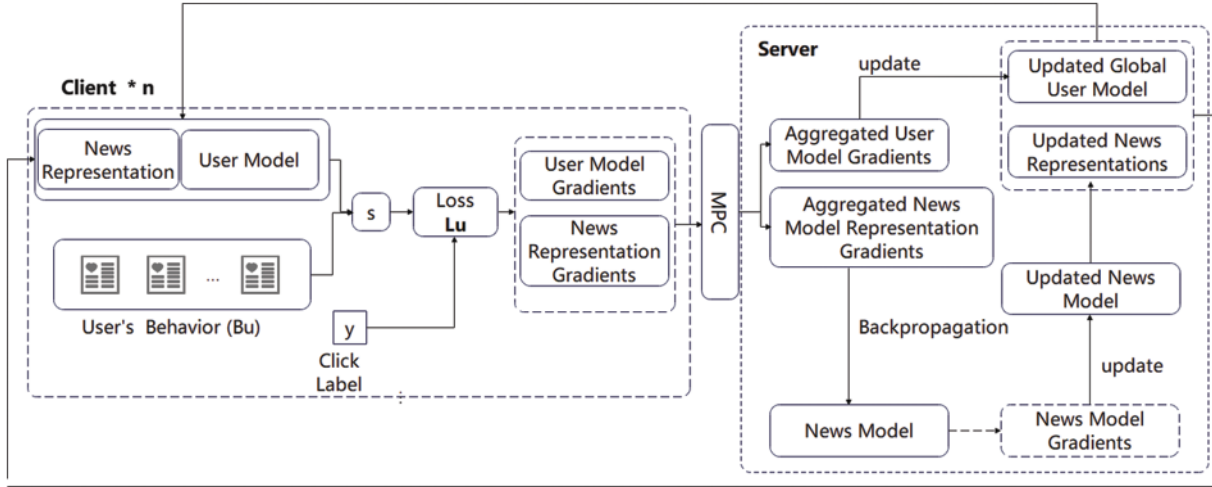 Client * n
News
Representation
User Model
...
User's Behavior (Bu)
s
Loss
Lu
y
Click
Label
User Model
Gradients
News
Representation
Gradients
MPC
Server
update
Aggregated User
Model Gradients
Aggregated News
Model Representation
Gradients
Backpropagation
News Model
News Model
Gradients
update
Updated News
Model
Updated News
Representations
Updated Global
User Model